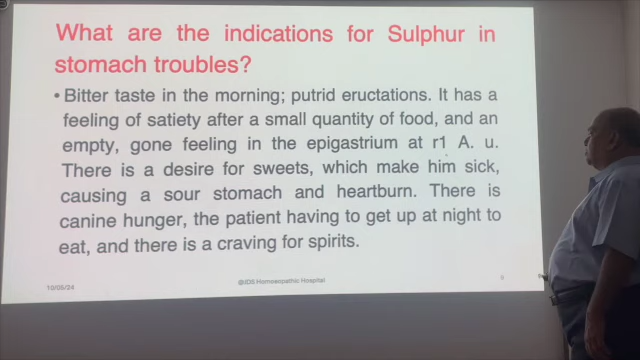 What are the indications for Sulphur in
stomach troubles?
• Bitter taste in the morning; putrid eructations. It has a
feeling of satiety after a small quantity of food, and an
empty, gone feeling in the epigastrium at r1 A. u.
There is a desire for sweets, which make him sick,
causing a sour stomach and heartburn. There is
canine hunger, the patient having to get up at night to
eat, and there is a craving for spirits.
10/05/24
@JDS Homoeopathic Hospital